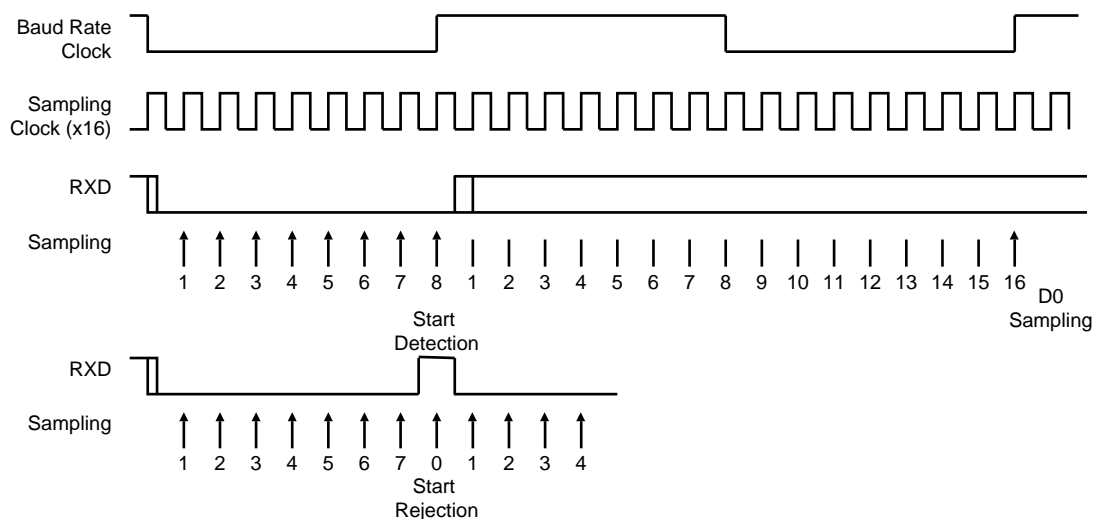 Baud Rate
Clock
Sampling
Clock (x16)
RXD
Sampling
1 2 3 4 5 6 7 8 1 2 3 4 5 6 7 8 9 10 11 12 13 14 15 16
D0
Sampling
Start
Detection
RXD
Sampling
1 2 3 4 5 6 7 0 1 2 3 4
Start
Rejection